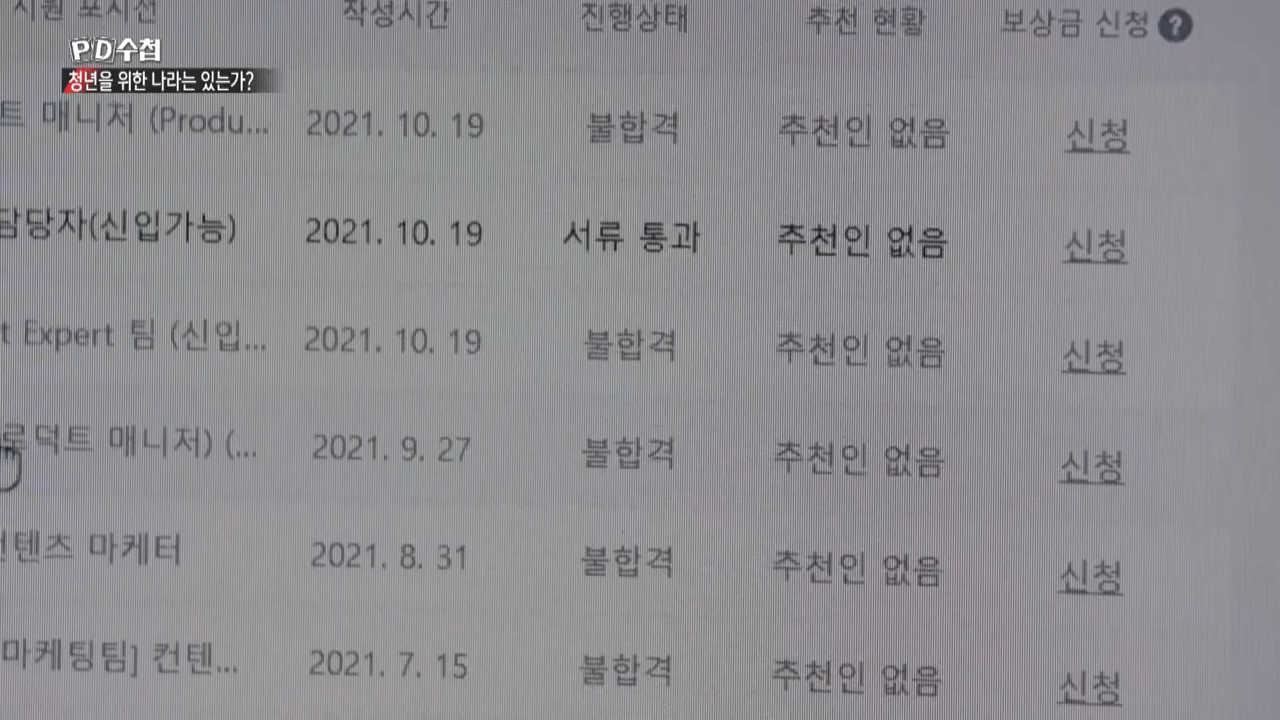 지원 포지션 작성시간 진행상태 추천 현황 보상금 신청 ?
PD수첩
청년을 위한 나라는 있는가?
트 매니저 (Produ... 2021. 10. 19 불합격 추천인 없음 신청
담당자(신입가능) 2021. 10. 19 서류 통과 추천인 없음 신청
t Expert 팀 (신입... 2021. 10. 19 불합격 추천인 없음 신청
로덕트 매니저) (... 2021. 9. 27 불합격 추천인 없음 신청
컨텐츠 마케터 2021. 8. 31 불합격 추천인 없음 신청
마케팅팀] 컨텐... 2021. 7. 15 불합격 추천인 없음 신청